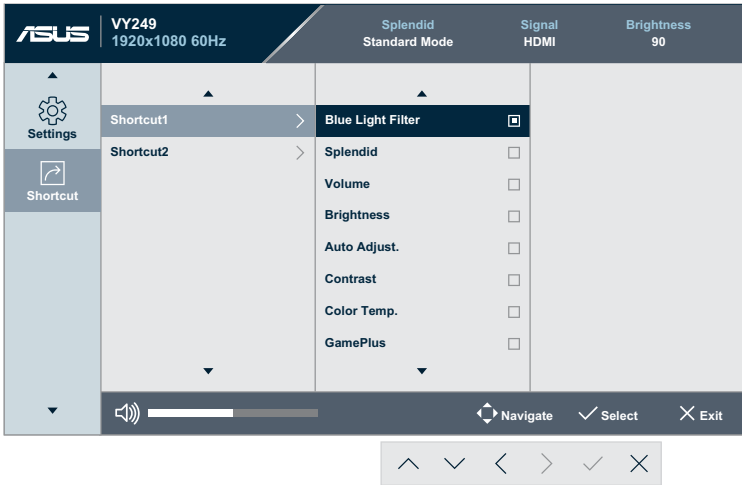 ASUS
VY249
1920x1080 60Hz
Splendid
Standard Mode
Signal
HDMI
Brightness
90
Settings
Shortcut
Shortcut1
Shortcut2
Blue Light Filter
Splendid
Volume
Brightness
Auto Adjust.
Contrast
Color Temp.
GamePlus
Navigate
Select
Exit